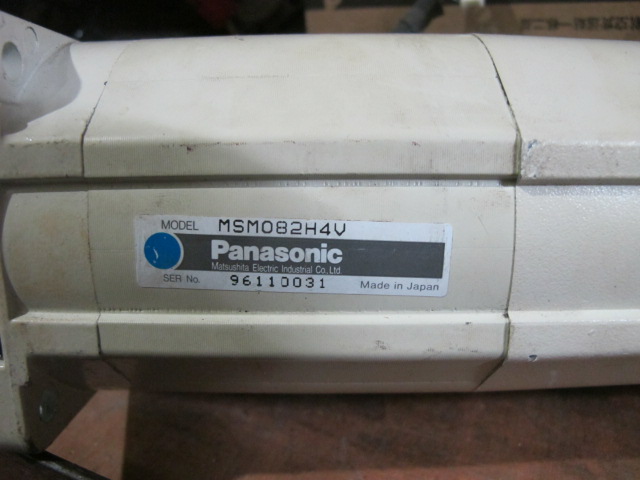 MODEL MSM082H4V
Panasonic
Matsushita Electric Industrial Co.,Ltd
SER No. 96110031 Made in Japan